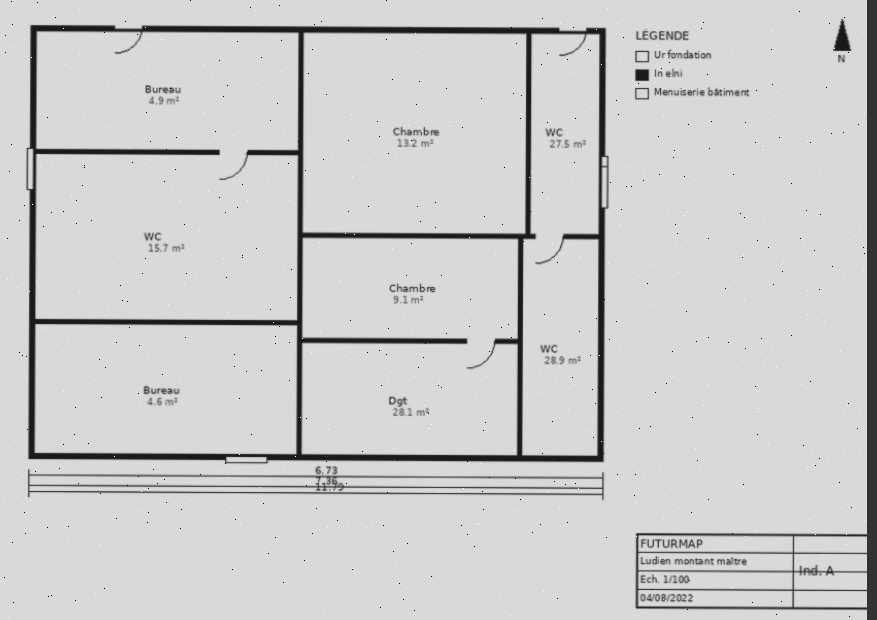 LÉGENDE
Ur fondation
In elni
Menuiserie bâtiment
N
Bureau
4.9 m²
Chambre
13.2 m²
WC
27.5 m²
WC
15.7 m²
Chambre
9.1 m²
WC
28.9 m²
Bureau
4.6 m²
Dgt
28.1 m²
6.73
7.36
11.79
FUTURMAP
Ludien montant maître
Ech. 1/100
04/08/2022
Ind. A